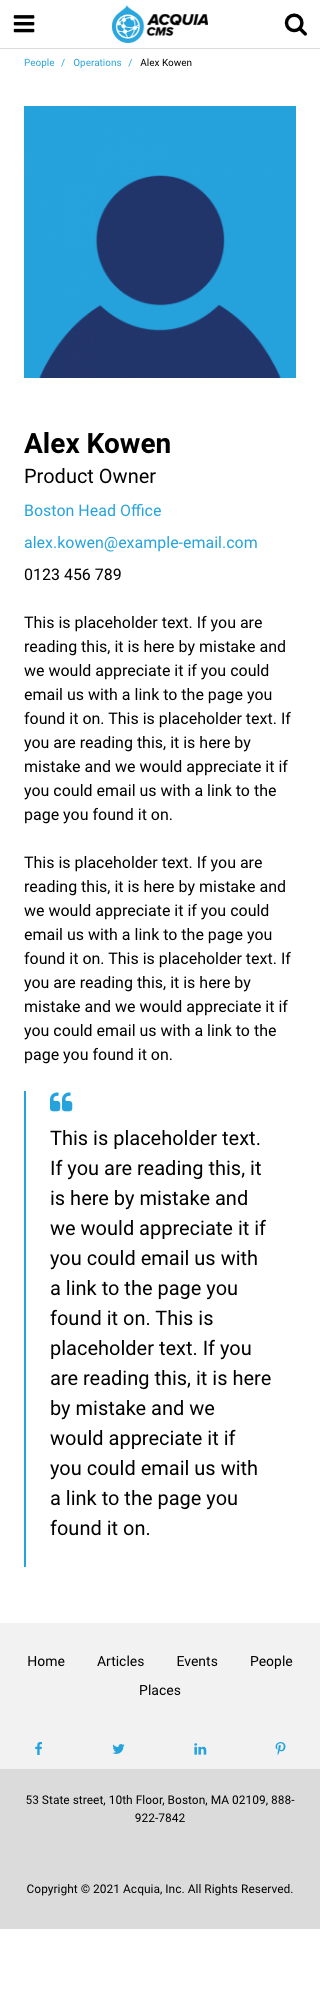 ACQUIA
CMS
People / Operations / Alex Kowen
Alex Kowen
Product Owner
Boston Head Office
alex.kowen@example-email.com
0123 456 789
This is placeholder text. If you are
reading this, it is here by mistake and
we would appreciate it if you could
email us with a link to the page you
found it on. This is placeholder text. If
you are reading this, it is here by
mistake and we would appreciate it if
you could email us with a link to the
page you found it on.
This is placeholder text. If you are
reading this, it is here by mistake and
we would appreciate it if you could
email us with a link to the page you
found it on. This is placeholder text. If
you are reading this, it is here by
mistake and we would appreciate it if
you could email us with a link to the
page you found it on.
“
This is placeholder text.
If you are reading this, it
is here by mistake and
we would appreciate it if
you could email us with
a link to the page you
found it on. This is
placeholder text. If you
are reading this, it is here
by mistake and we
would appreciate it if
you could email us with
a link to the page you
found it on.
Home Articles Events People
Places
53 State street, 10th Floor, Boston, MA 02109, 888-
922-7842
Copyright © 2021 Acquia, Inc. All Rights Reserved.